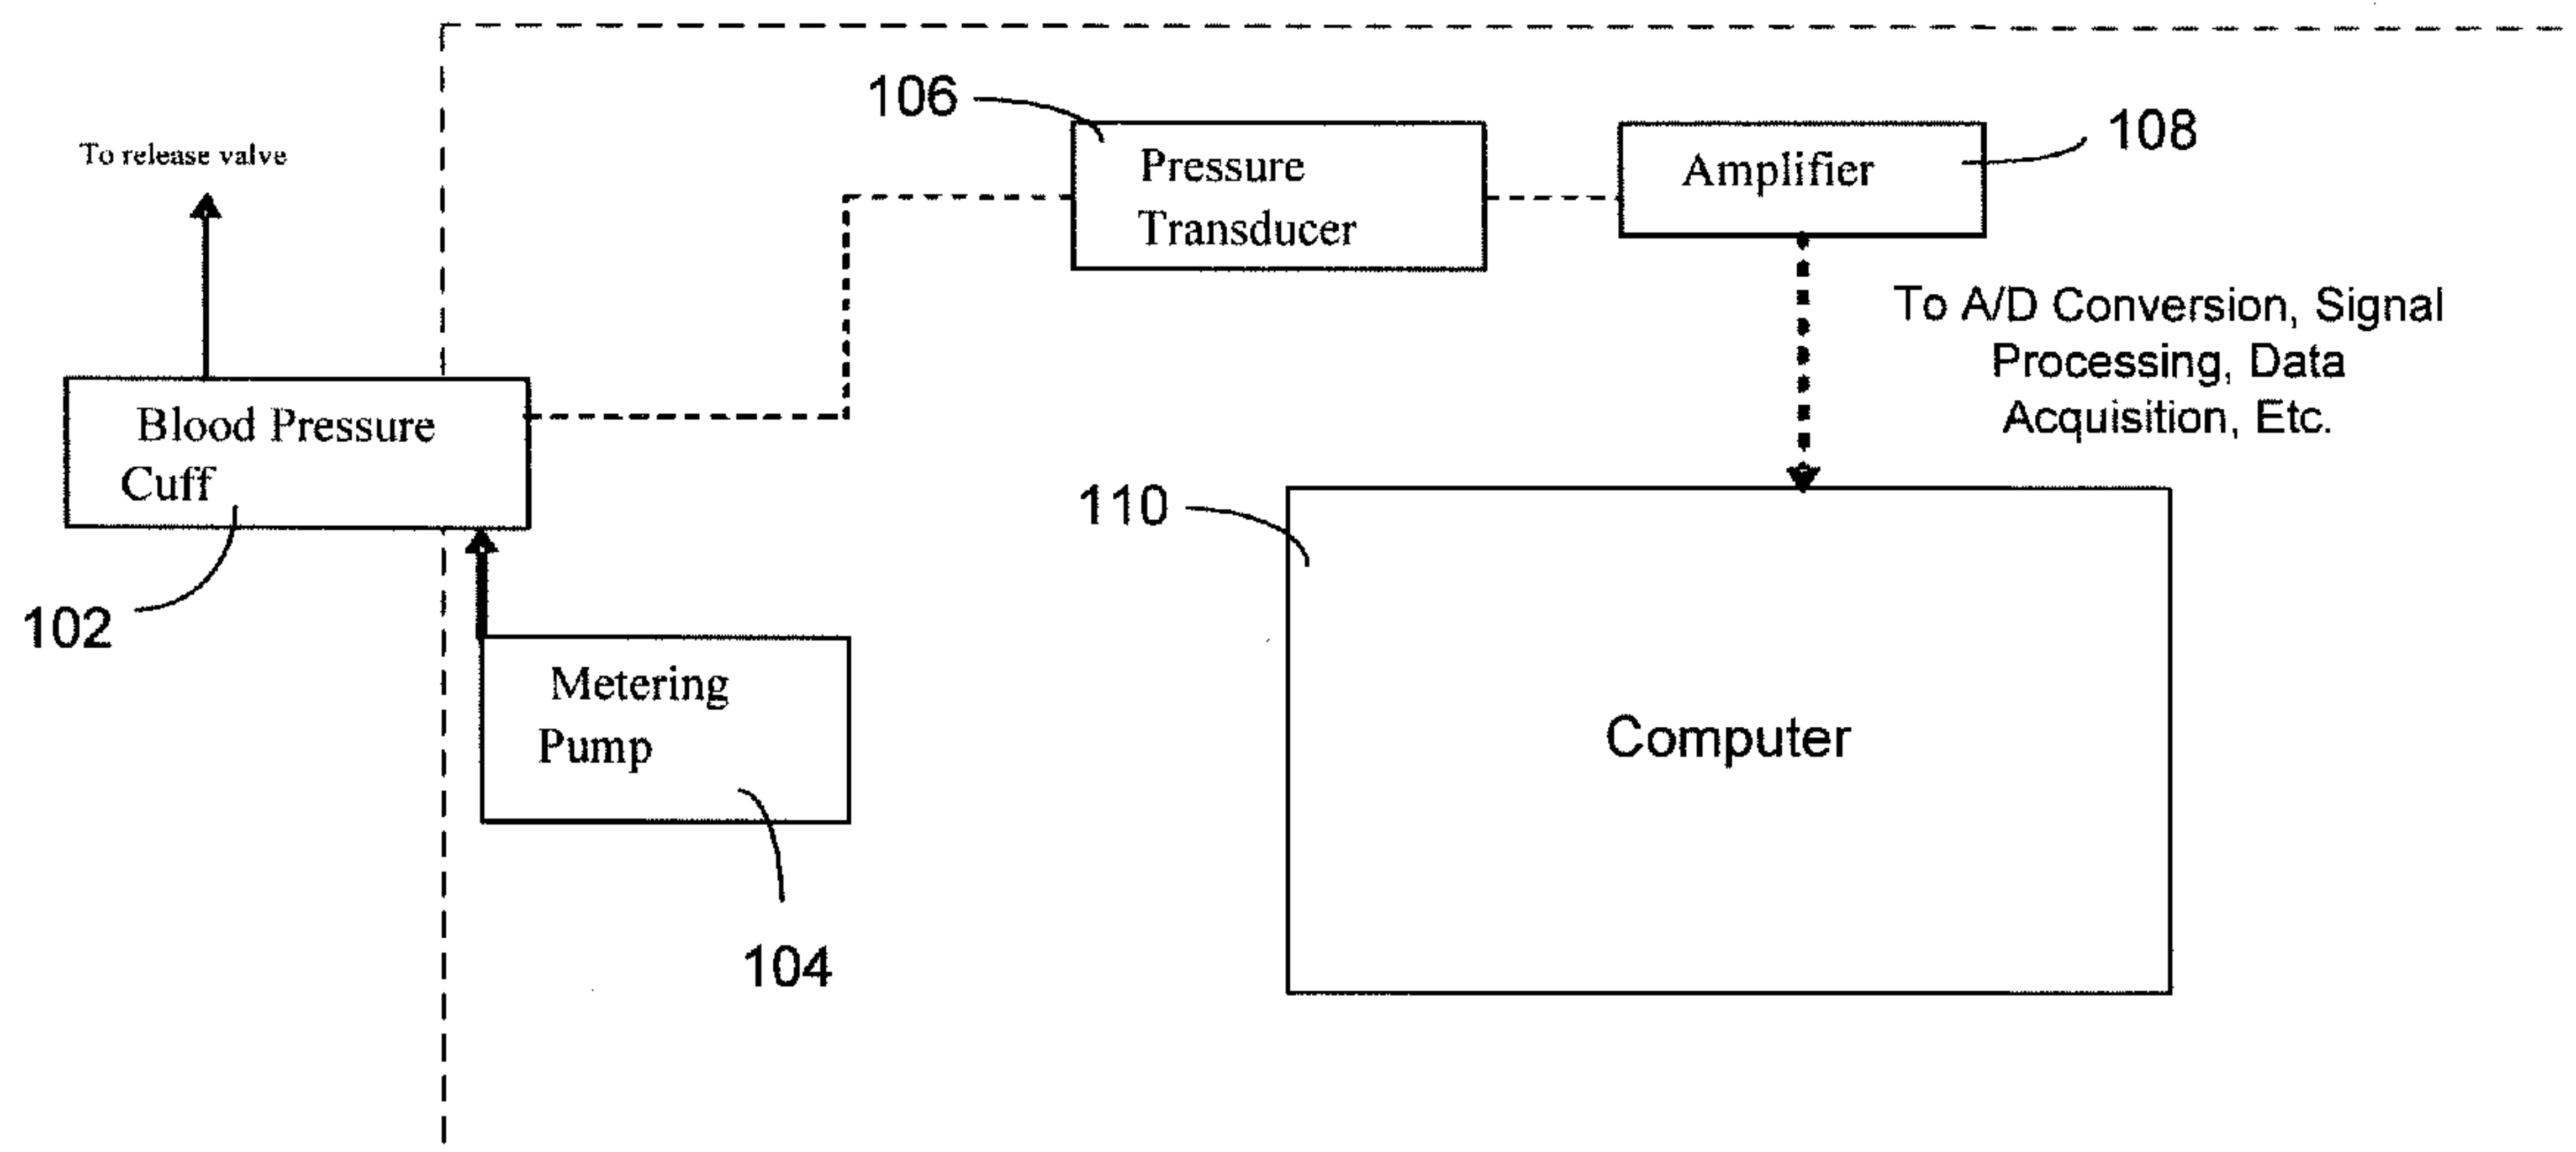 106
108
To release valve
Pressure
Transducer
Amplifier
To A/D Conversion, Signal
Processing, Data
Acquisition, Etc.
Blood Pressure
Cuff
110
102
Metering
Pump
Computer
104